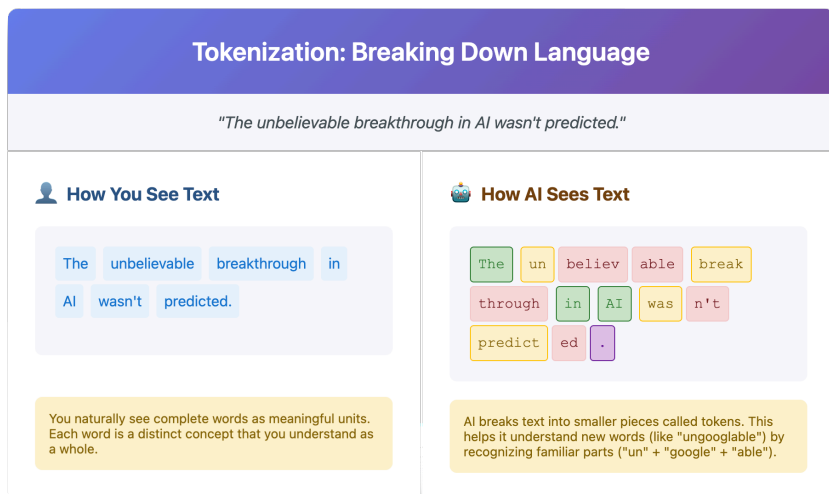 Tokenization: Breaking Down Language
"The unbelievable breakthrough in AI wasn't predicted."
How You See Text
The unbelievable breakthrough in
AI wasn't predicted.
You naturally see complete words as meaningful units.
Each word is a distinct concept that you understand as
a whole.
How AI Sees Text
The un believ able break
through in AI was n't
predict ed .
AI breaks text into smaller pieces called tokens. This
helps it understand new words (like "ungooglable") by
recognizing familiar parts ("un" + "google" + "able").